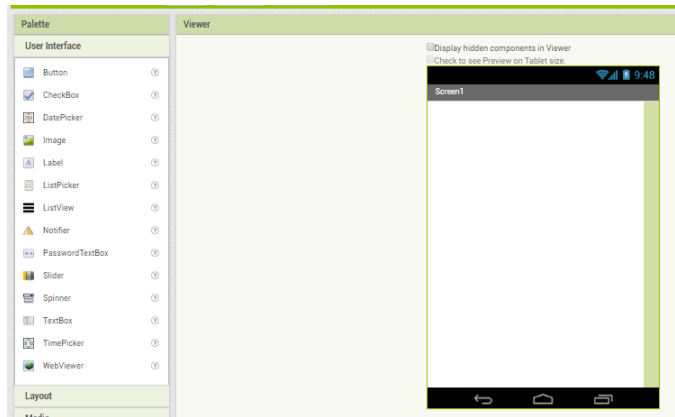 Palette
Viewer
User Interface
Display hidden components in Viewer
Check to see Preview on Tablet size.
9:48
Screen1
Button
CheckBox
DatePicker
Image
Label
ListPicker
ListView
Notifier
PasswordTextBox
Slider
Spinner
TextBox
TimePicker
WebViewer
Layout
Media